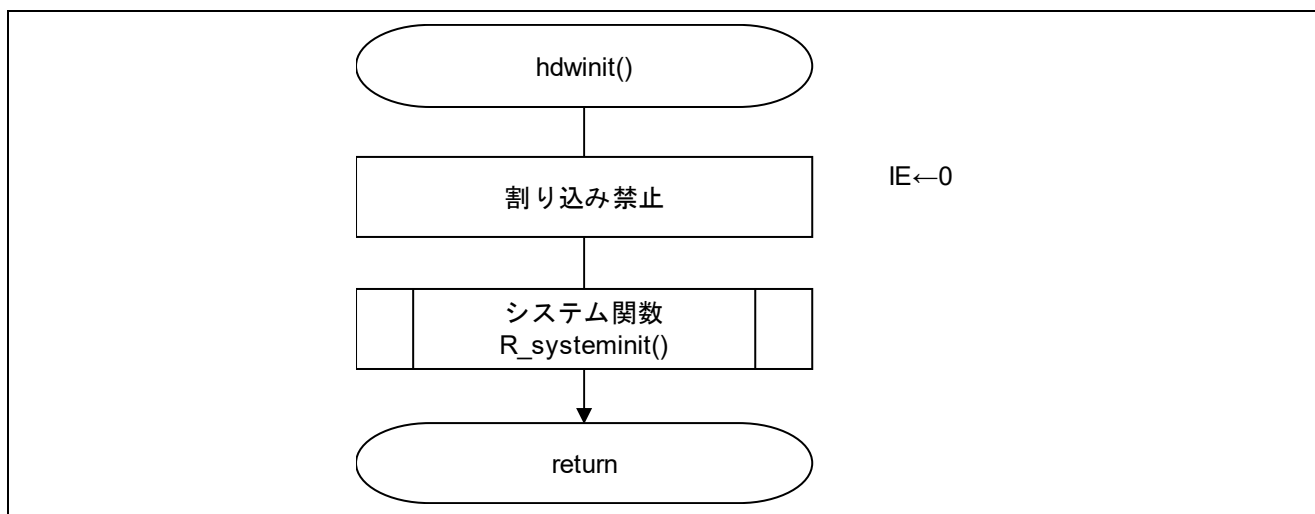 hdwinit()
割り込み禁止
IE←0
システム関数
R_systeminit()
return